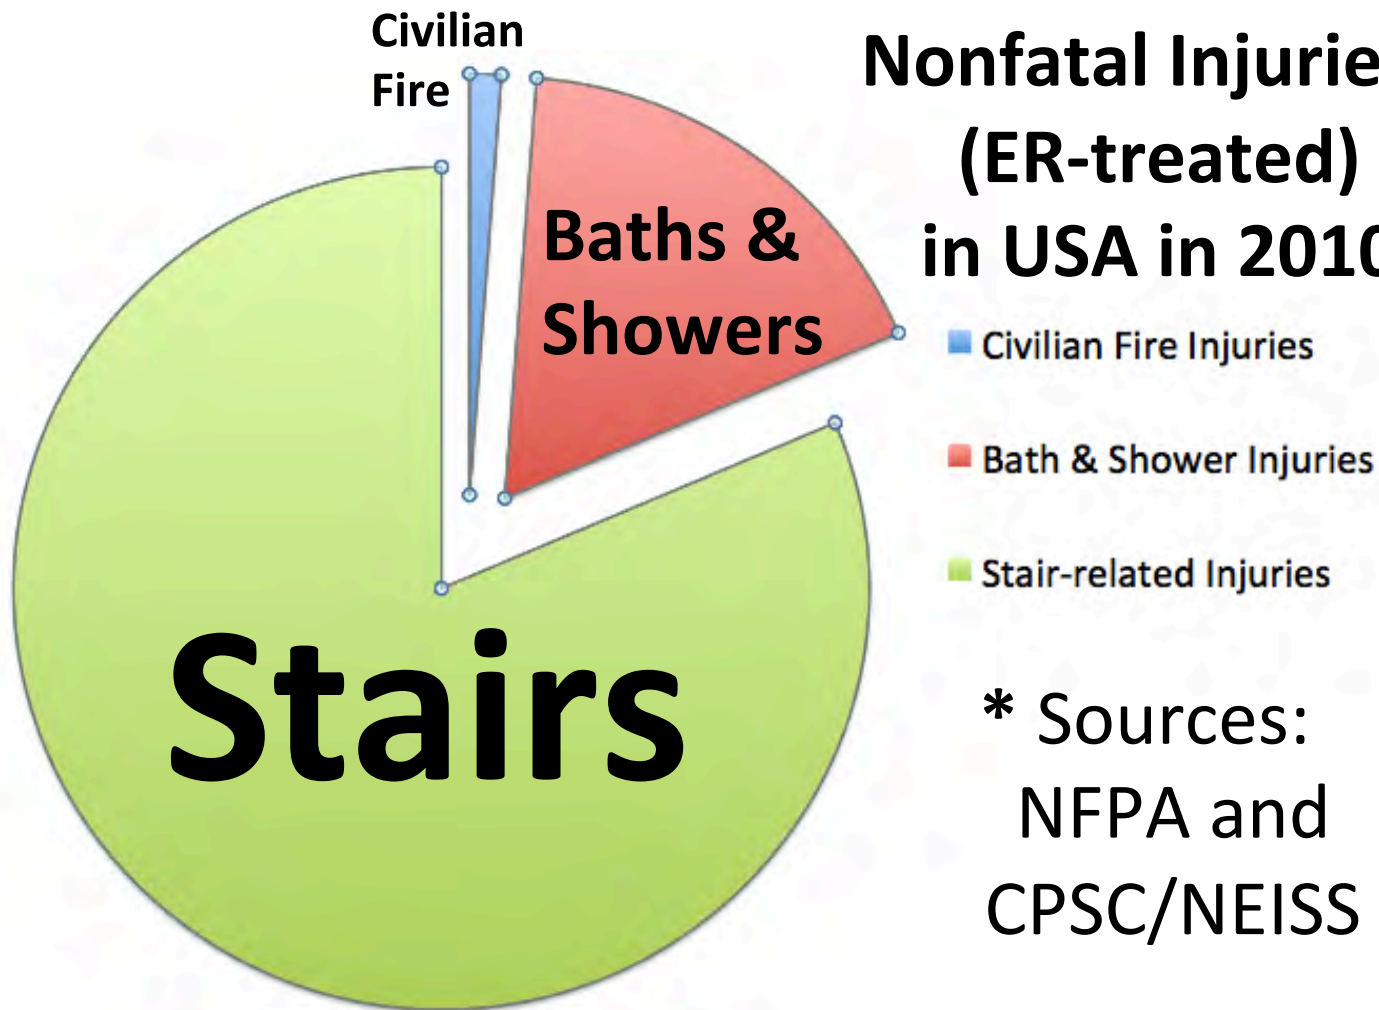 Civilian
Fire
Nonfatal Injurie
(ER-treated)
in USA in 2010
Baths &
Showers
Civilian Fire Injuries
Bath & Shower Injuries
Stair-related Injuries
Stairs
* Sources:
NFPA and
CPSC/NEISS